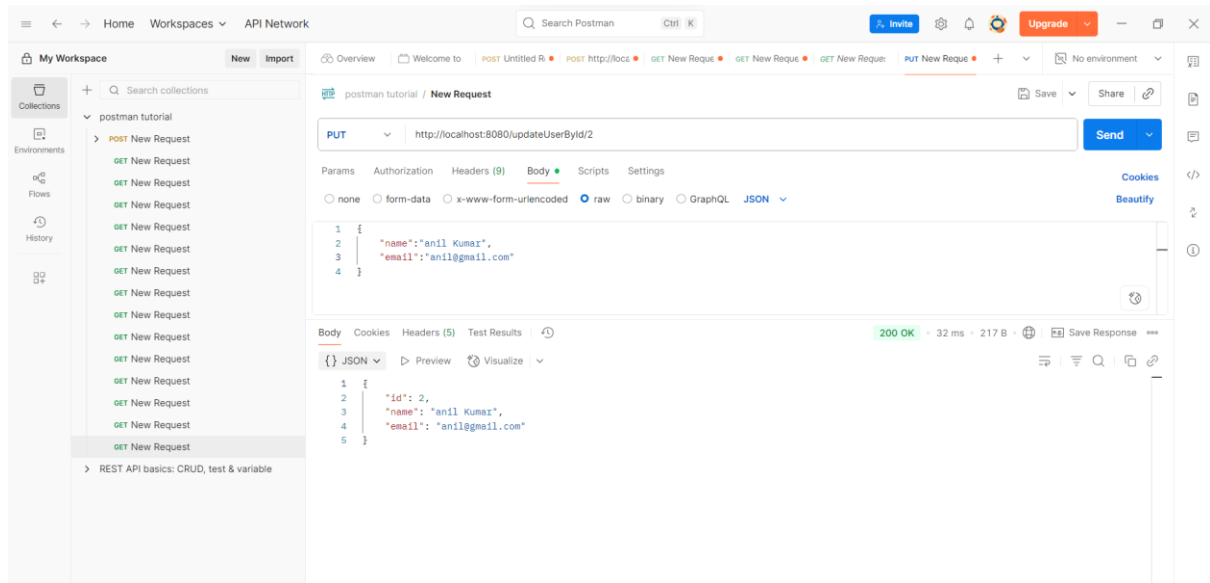 Home Workspaces API Network Search Postman Ctrl K Invite Upgrade
My Workspace New Import
Overview Welcome to POST Untitled R POST http://loca GET New Reque GET New Reque GET New Reque PUT New Reque No environment
Collections
Environments
Flows
History
Search collections
postman tutorial
POST New Request
GET New Request
GET New Request
GET New Request
GET New Request
GET New Request
GET New Request
GET New Request
GET New Request
GET New Request
GET New Request
GET New Request
GET New Request
GET New Request
GET New Request
REST API basics: CRUD, test & variable
HTTP postman tutorial / New Request Save Share
PUT http://localhost:8080/updateUserById/2 Send
Params Authorization Headers (9) Body Scripts Settings Cookies
none form-data x-www-form-urlencoded raw binary GraphQL JSON Beautify
1 {
2 "name":"anil Kumar",
3 "email":"anil@gmail.com"
4 }
Body Cookies Headers (5) Test Results 200 OK 32 ms 217 B Save Response
{} JSON Preview Visualize
1 {
2 "id": 2,
3 "name": "anil Kumar",
4 "email": "anil@gmail.com"
5 }